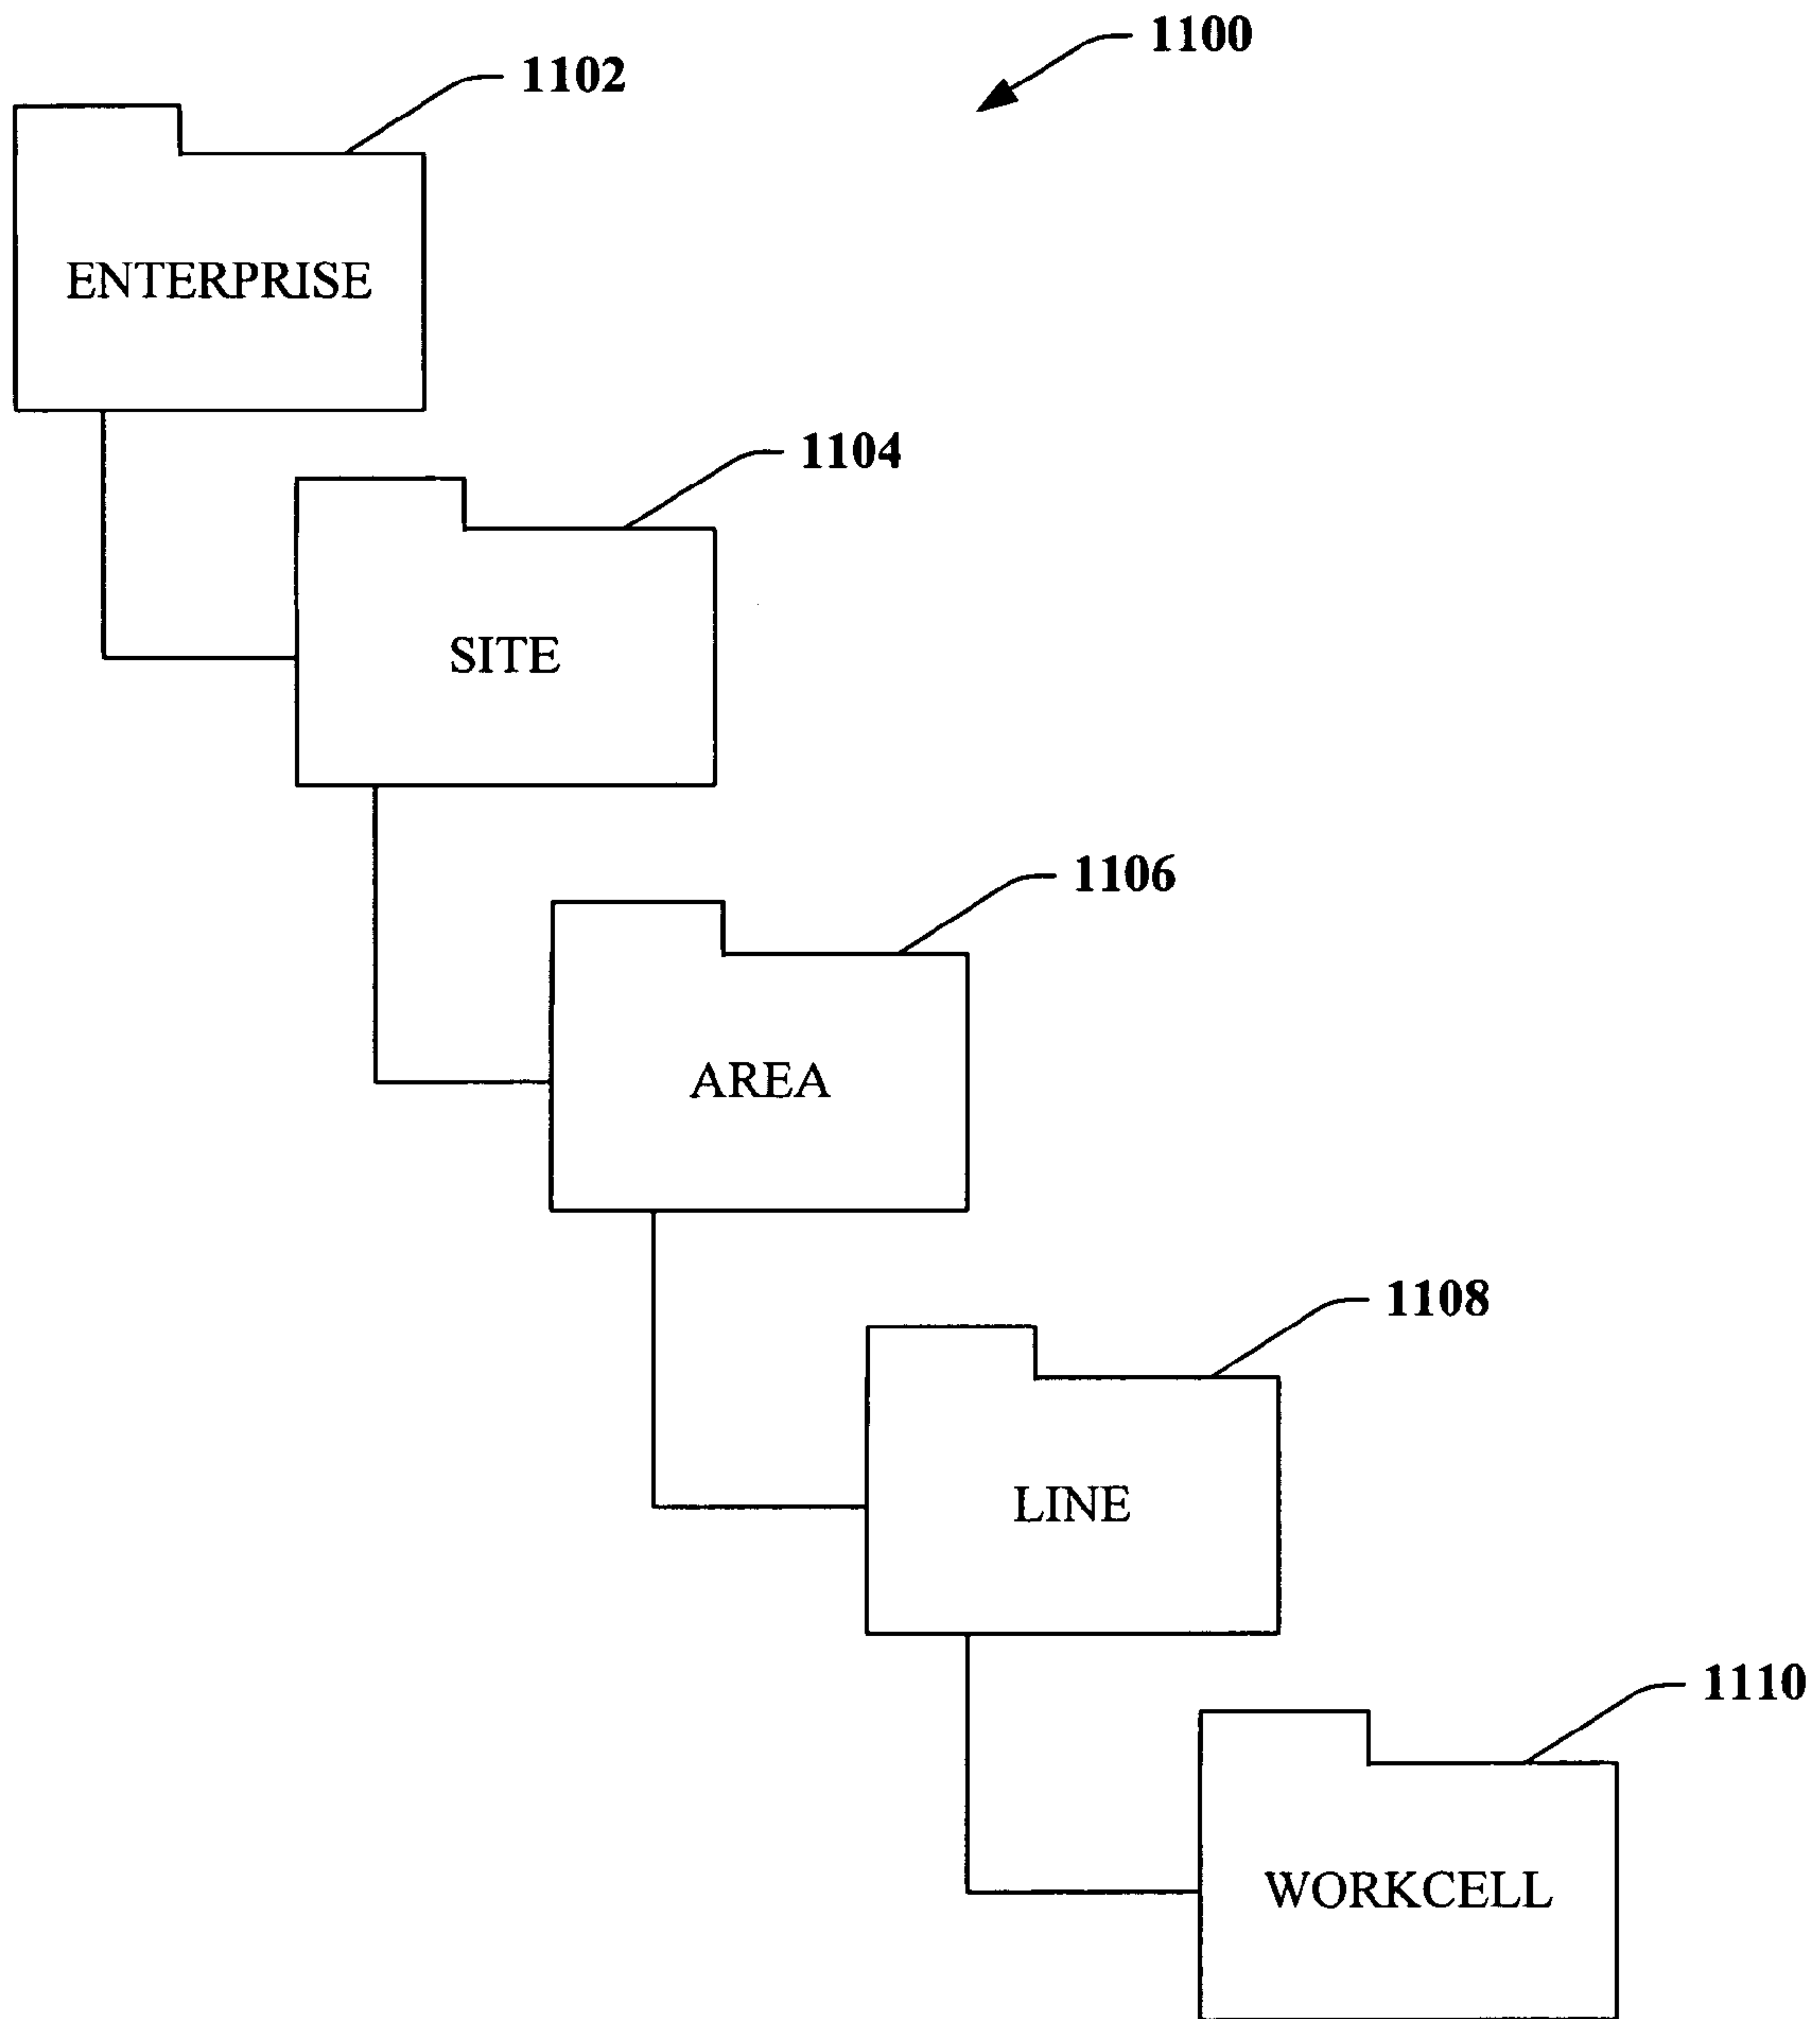 1100
1102
ENTERPRISE
1104
SITE
1106
AREA
1108
LINE
1110
WORKCELL